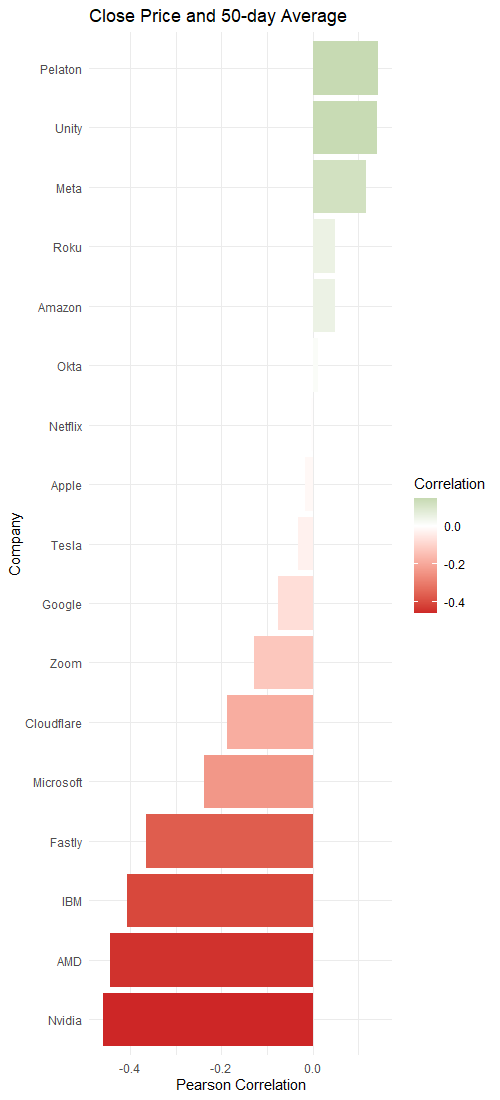 Close Price and 50-day Average
Pelaton
Unity
Meta
Roku
Amazon
Okta
Netflix
Apple
Tesla
Google
Zoom
Cloudflare
Microsoft
Fastly
IBM
AMD
Nvidia
Company
-0.4
-0.2
0.0
Pearson Correlation
Correlation
0.0
-0.2
-0.4